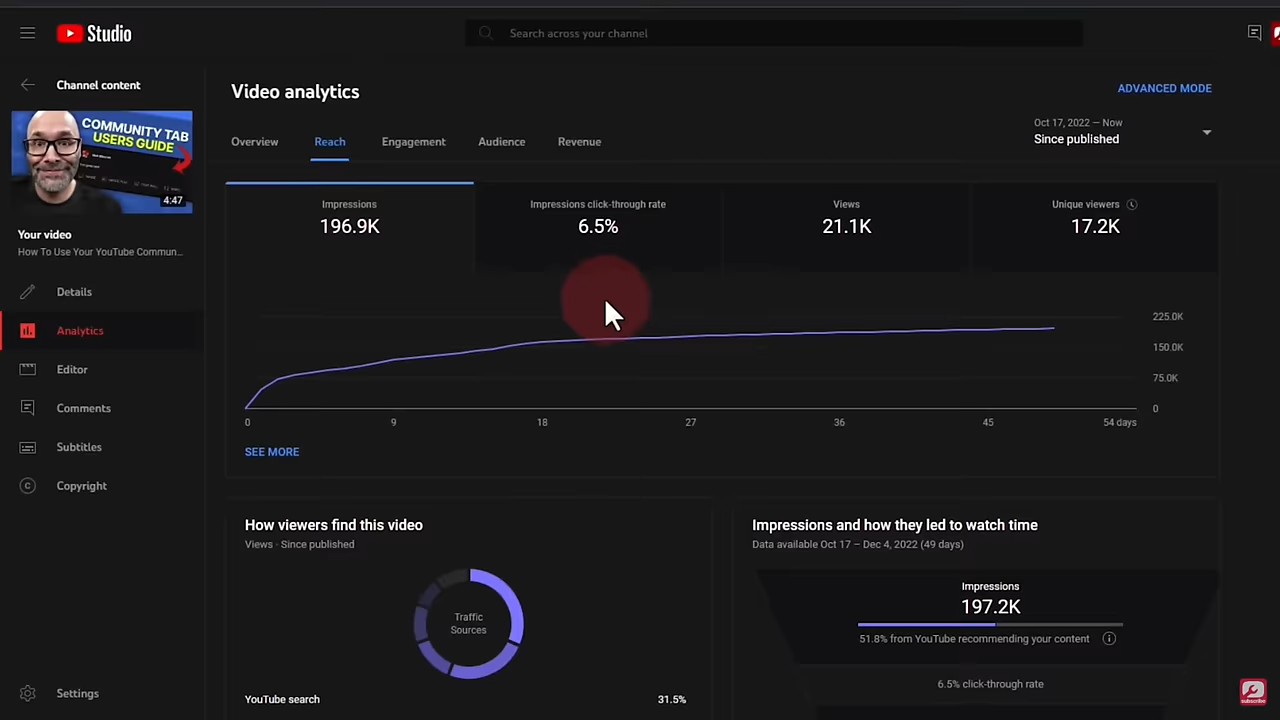 Studio
Search across your channel
Channel content
COMMUNITY TAB
USERS GUIDE
4:47
Your video
How To Use Your YouTube Commun...
Details
Analytics
Editor
Comments
Subtitles
Copyright
Settings
Video analytics
ADVANCED MODE
Oct 17, 2022 – Now
Since published
Overview
Reach
Engagement
Audience
Revenue
Impressions
196.9K
Impressions click-through rate
6.5%
Views
21.1K
Unique viewers
17.2K
225.0K
150.0K
75.0K
0
0 9 18 27 36 45 54 days
SEE MORE
How viewers find this video
Views · Since published
Traffic
Sources
YouTube search 31.5%
Impressions and how they led to watch time
Data available Oct 17 – Dec 4, 2022 (49 days)
Impressions
197.2K
51.8% from YouTube recommending your content
6.5% click-through rate
subscribe